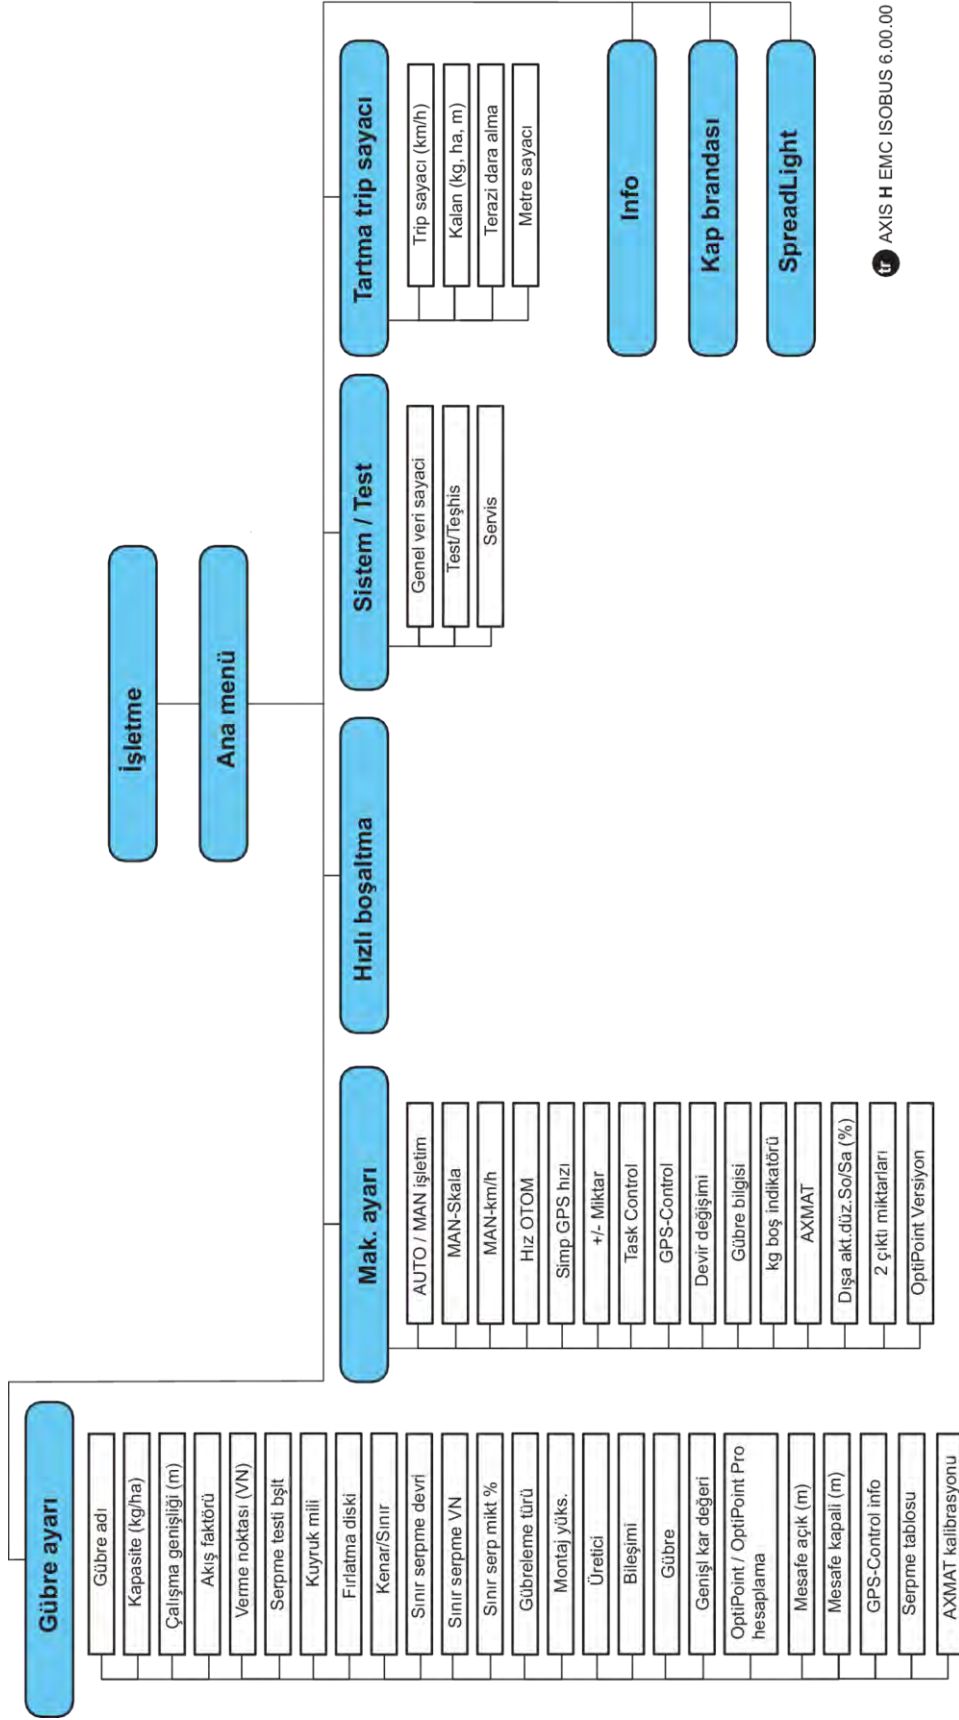 İşletme
Ana menü
Gübre ayarı
Gübre adı
Kapasite (kg/ha)
Çalışma genişliği (m)
Akış faktörü
Verme noktası (VN)
Serpme testi bşlt
Kuyruk mili
Fırlatma diski
Kenar/Sınır
Sınır serpme devri
Sınır serpme VN
Sınır serp mikt %
Gübreleme türü
Montaj yüks.
Üretici
Bileşimi
Gübre
Genişl kar değeri
OptiPoint / OptiPoint Pro
hesaplama
Mesafe açık (m)
Mesafe kapali (m)
GPS-Control info
Serpme tablosu
AXMAT kalibrasyonu
Mak. ayarı
AUTO / MAN işletim
MAN-Skala
MAN-km/h
Hız OTOM
Simp GPS hızı
+/- Miktar
Task Control
GPS-Control
Devir değişimi
Gübre bilgisi
kg boş indikatörü
AXMAT
Dışa akt.düz.So/Sa (%)
2 çıktı miktarları
OptiPoint Versiyon
Hızlı boşaltma
Sistem / Test
Genel veri sayaci
Test/Teşhis
Servis
Tartma trip sayacı
Trip sayacı (km/h)
Kalan (kg, ha, m)
Terazi dara alma
Metre sayacı
Info
Kap brandası
SpreadLight
tr AXIS H EMC ISOBUS 6.00.00